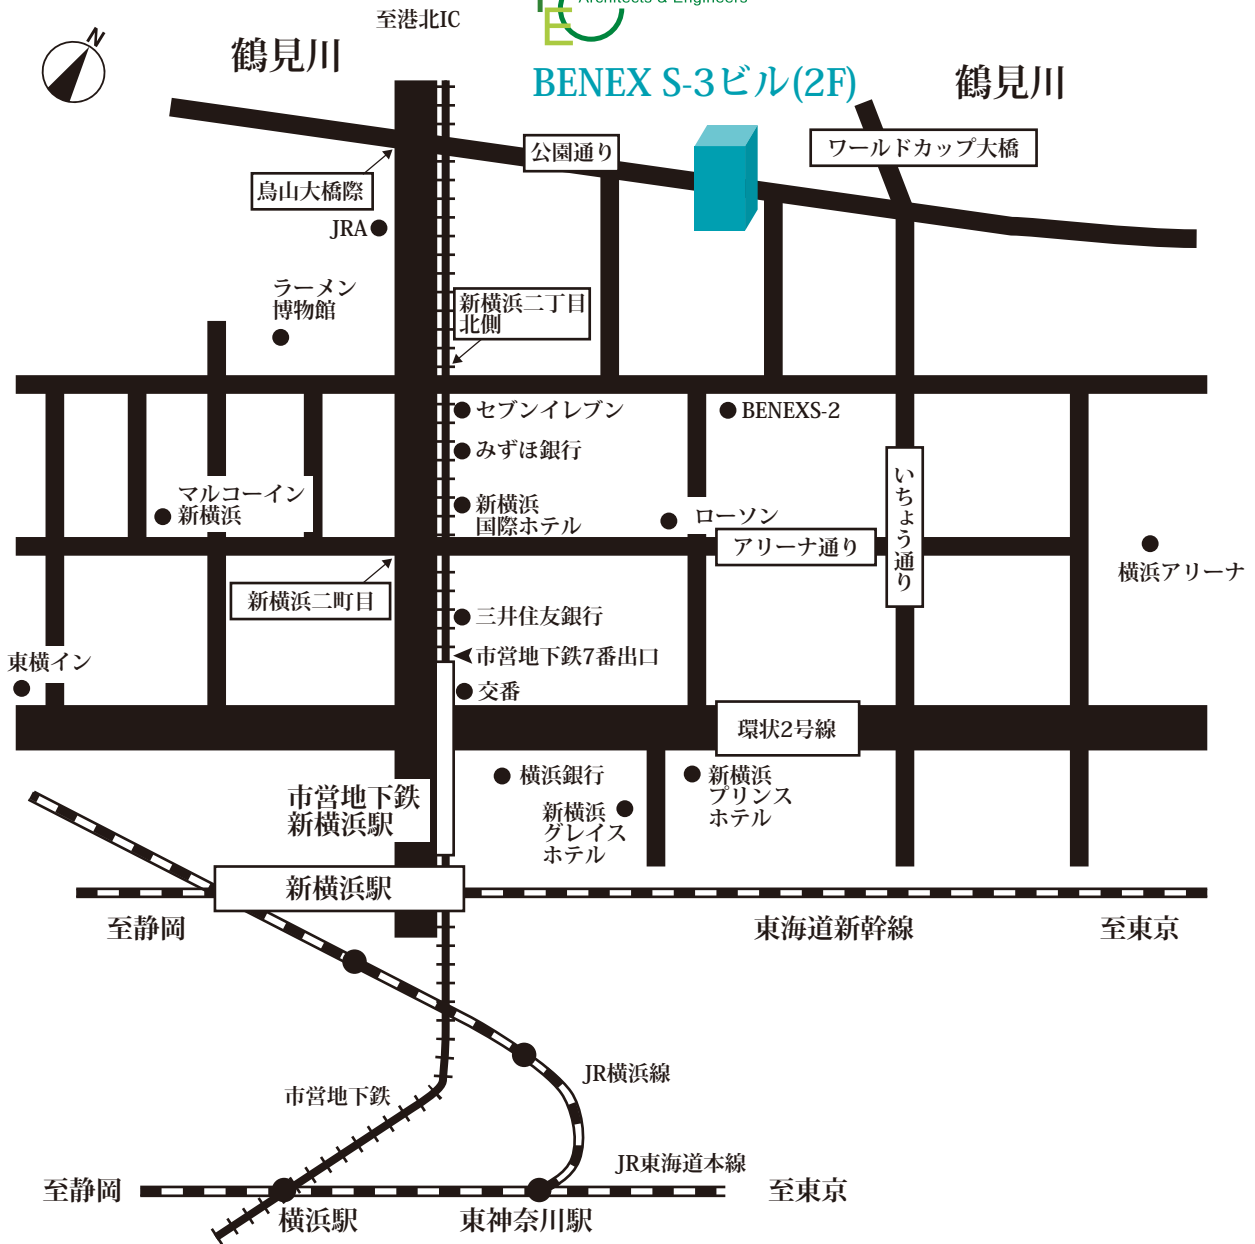 至港北IC
Architects & Engineers
E
N
鶴見川
BENEX S-3ビル(2F)
鶴見川
公園通り
ワールドカップ大橋
鳥山大橋際
JRA
ラーメン
博物館
新横浜二丁目
北側
セブンイレブン
BENEXS-2
みずほ銀行
マルコーイン
新横浜
新横浜
国際ホテル
ローソン
いちょう通り
アリーナ通り
横浜アリーナ
新横浜二町目
三井住友銀行
市営地下鉄7番出口
東横イン
交番
環状2号線
横浜銀行
新横浜
プリンス
ホテル
市営地下鉄
新横浜駅
新横浜
グレイス
ホテル
新横浜駅
至静岡
東海道新幹線
至東京
JR横浜線
市営地下鉄
JR東海道本線
至静岡
至東京
横浜駅
東神奈川駅